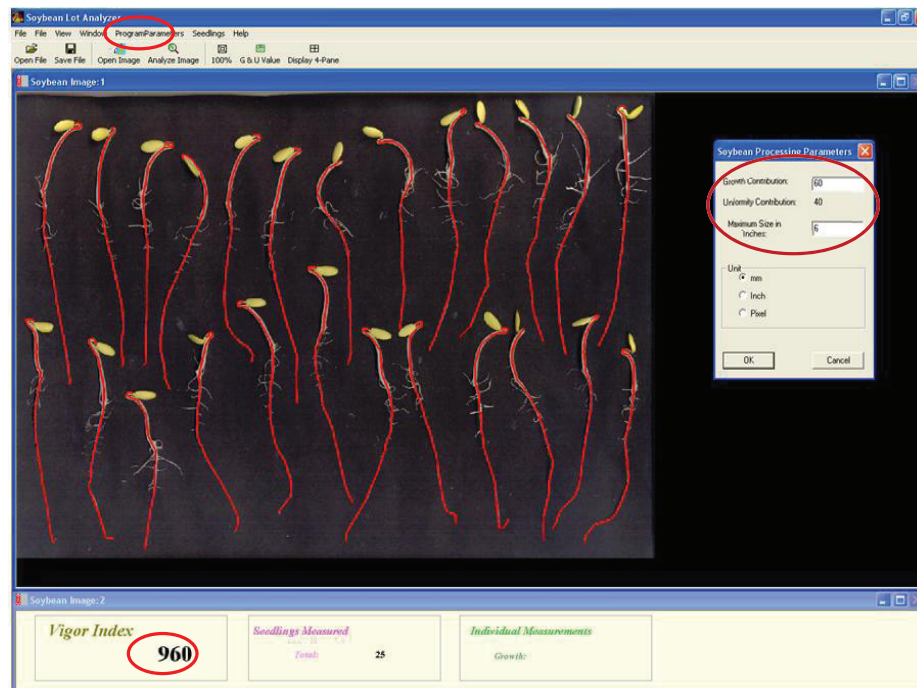 Soybean Lot Analyzer
File File View Window ProgramParameters Seedlings Help
Open File Save File Open Image Analyze Image 100% G & U Value Display 4-Pane
Soybean Image:1
Soybean Processing Parameters
Growth Contribution: 60
Uniformity Contribution: 40
Maximum Size in
Inches: 6
Unit
mm
Inch
Pixel
OK Cancel
Soybean Image:2
Vigor Index
960
Seedlings Measured
Total: 25
Individual Measurements
Growth: